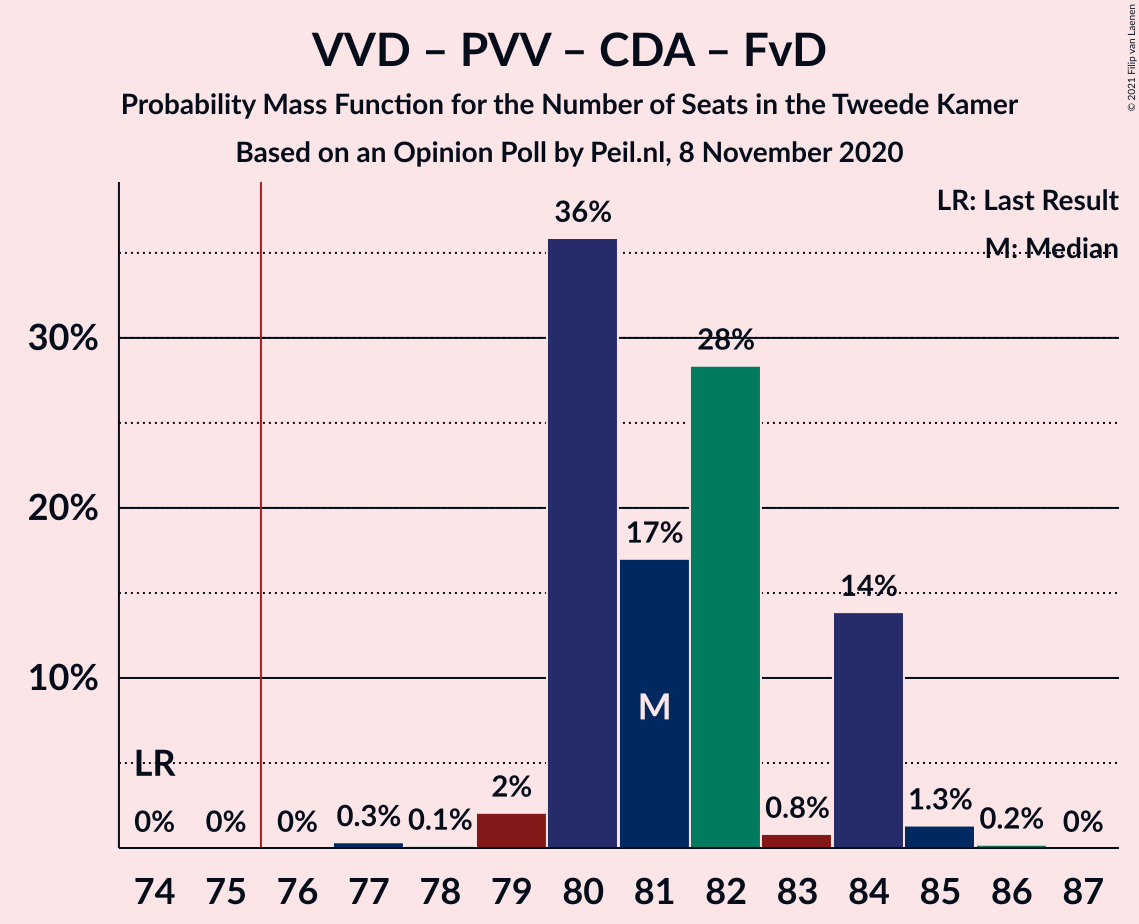 VVD – PVV – CDA – FvD
Probability Mass Function for the Number of Seats in the Tweede Kamer
Based on an Opinion Poll by Peil.nl, 8 November 2020
© 2021 Filip van Laenen
LR: Last Result
M: Median
36%
30%
28%
20%
17%
14%
10%
M
LR
0%
0%
0%
0.3%
0.1%
2%
0.8%
1.3%
0.2%
0%
74 75 76 77 78 79 80 81 82 83 84 85 86 87